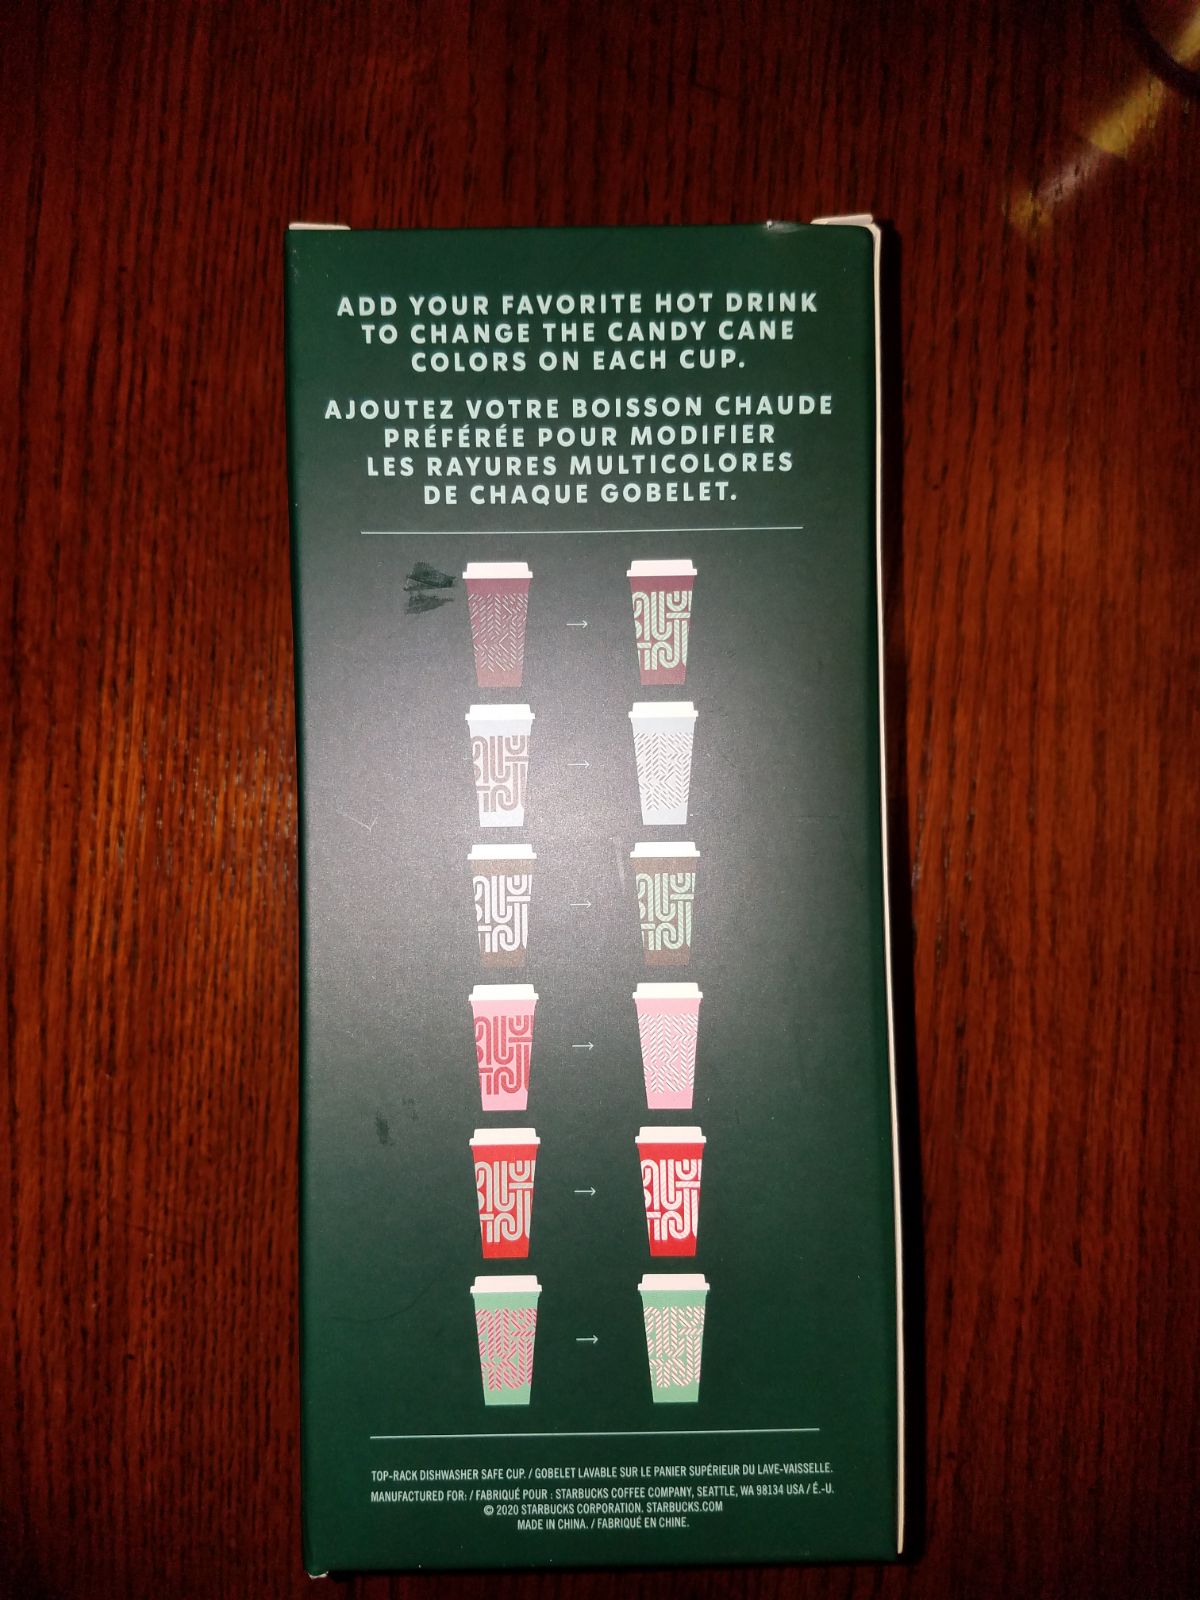 ADD YOUR FAVORITE HOT DRINK
TO CHANGE THE CANDY CANE
COLORS ON EACH CUP.
AJOUTEZ VOTRE BOISSON CHAUDE
PRÉFÉRÉE POUR MODIFIER
LES RAYURES MULTICOLORES
DE CHAQUE GOBELET.
TOP-RACK DISHWASHER SAFE CUP. / GOBELET LAVABLE SUR LE PANIER SUPÉRIEUR DU LAVE-VAISSELLE.
MANUFACTURED FOR: / FABRIQUÉ POUR : STARBUCKS COFFEE COMPANY, SEATTLE, WA 98134 USA / É.-U.
© 2020 STARBUCKS CORPORATION. STARBUCKS.COM
MADE IN CHINA. / FABRIQUÉ EN CHINE.